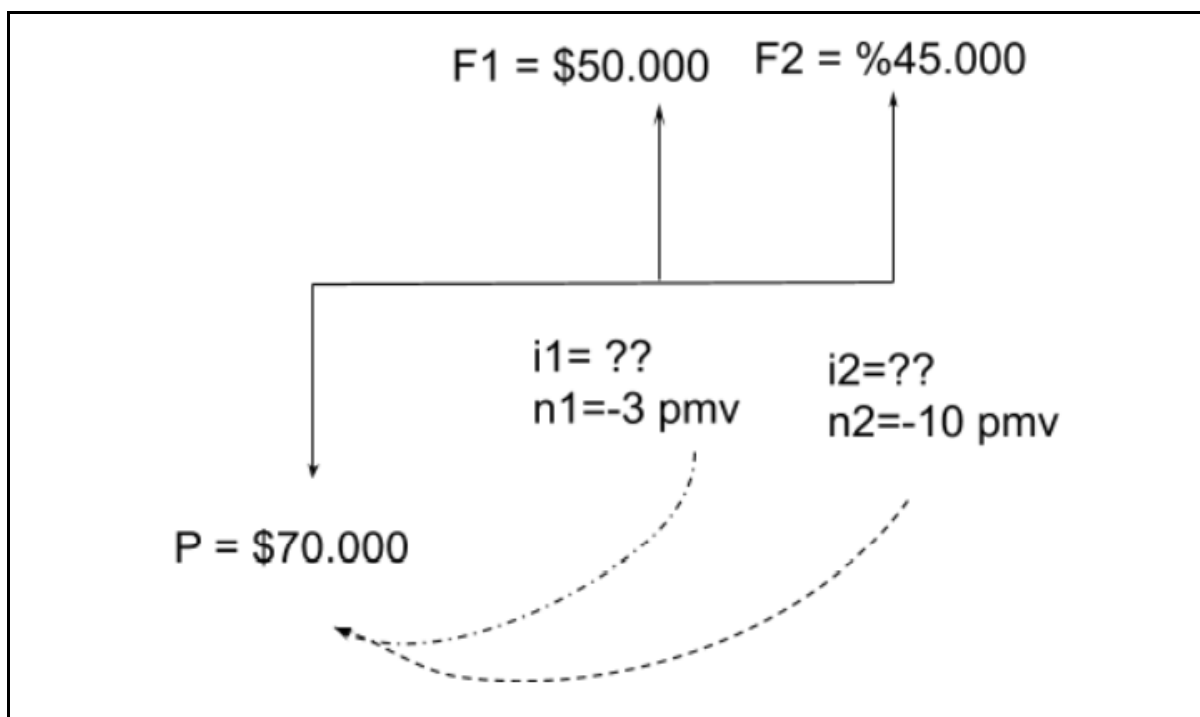 F1 = $50.000 F2 = %45.000
i1= ??
n1=-3 pmv
i2=??
n2=-10 pmv
P = $70.000